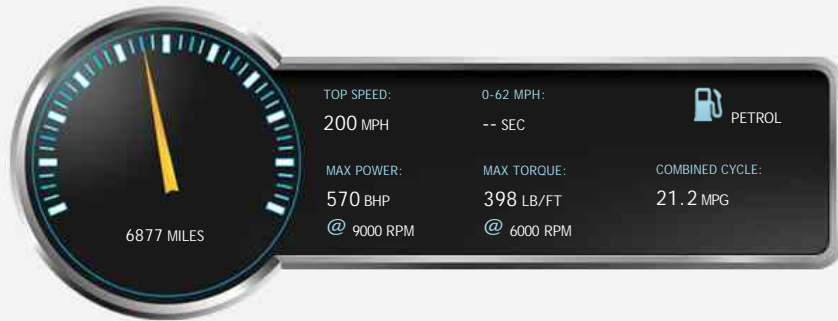 TOP SPEED:
200 MPH
0-62 MPH:
-- SEC
PETROL
MAX POWER:
570 BHP
@ 9000 RPM
MAX TORQUE:
398 LB/FT
@ 6000 RPM
COMBINED CYCLE:
21.2 MPG
6877 MILES